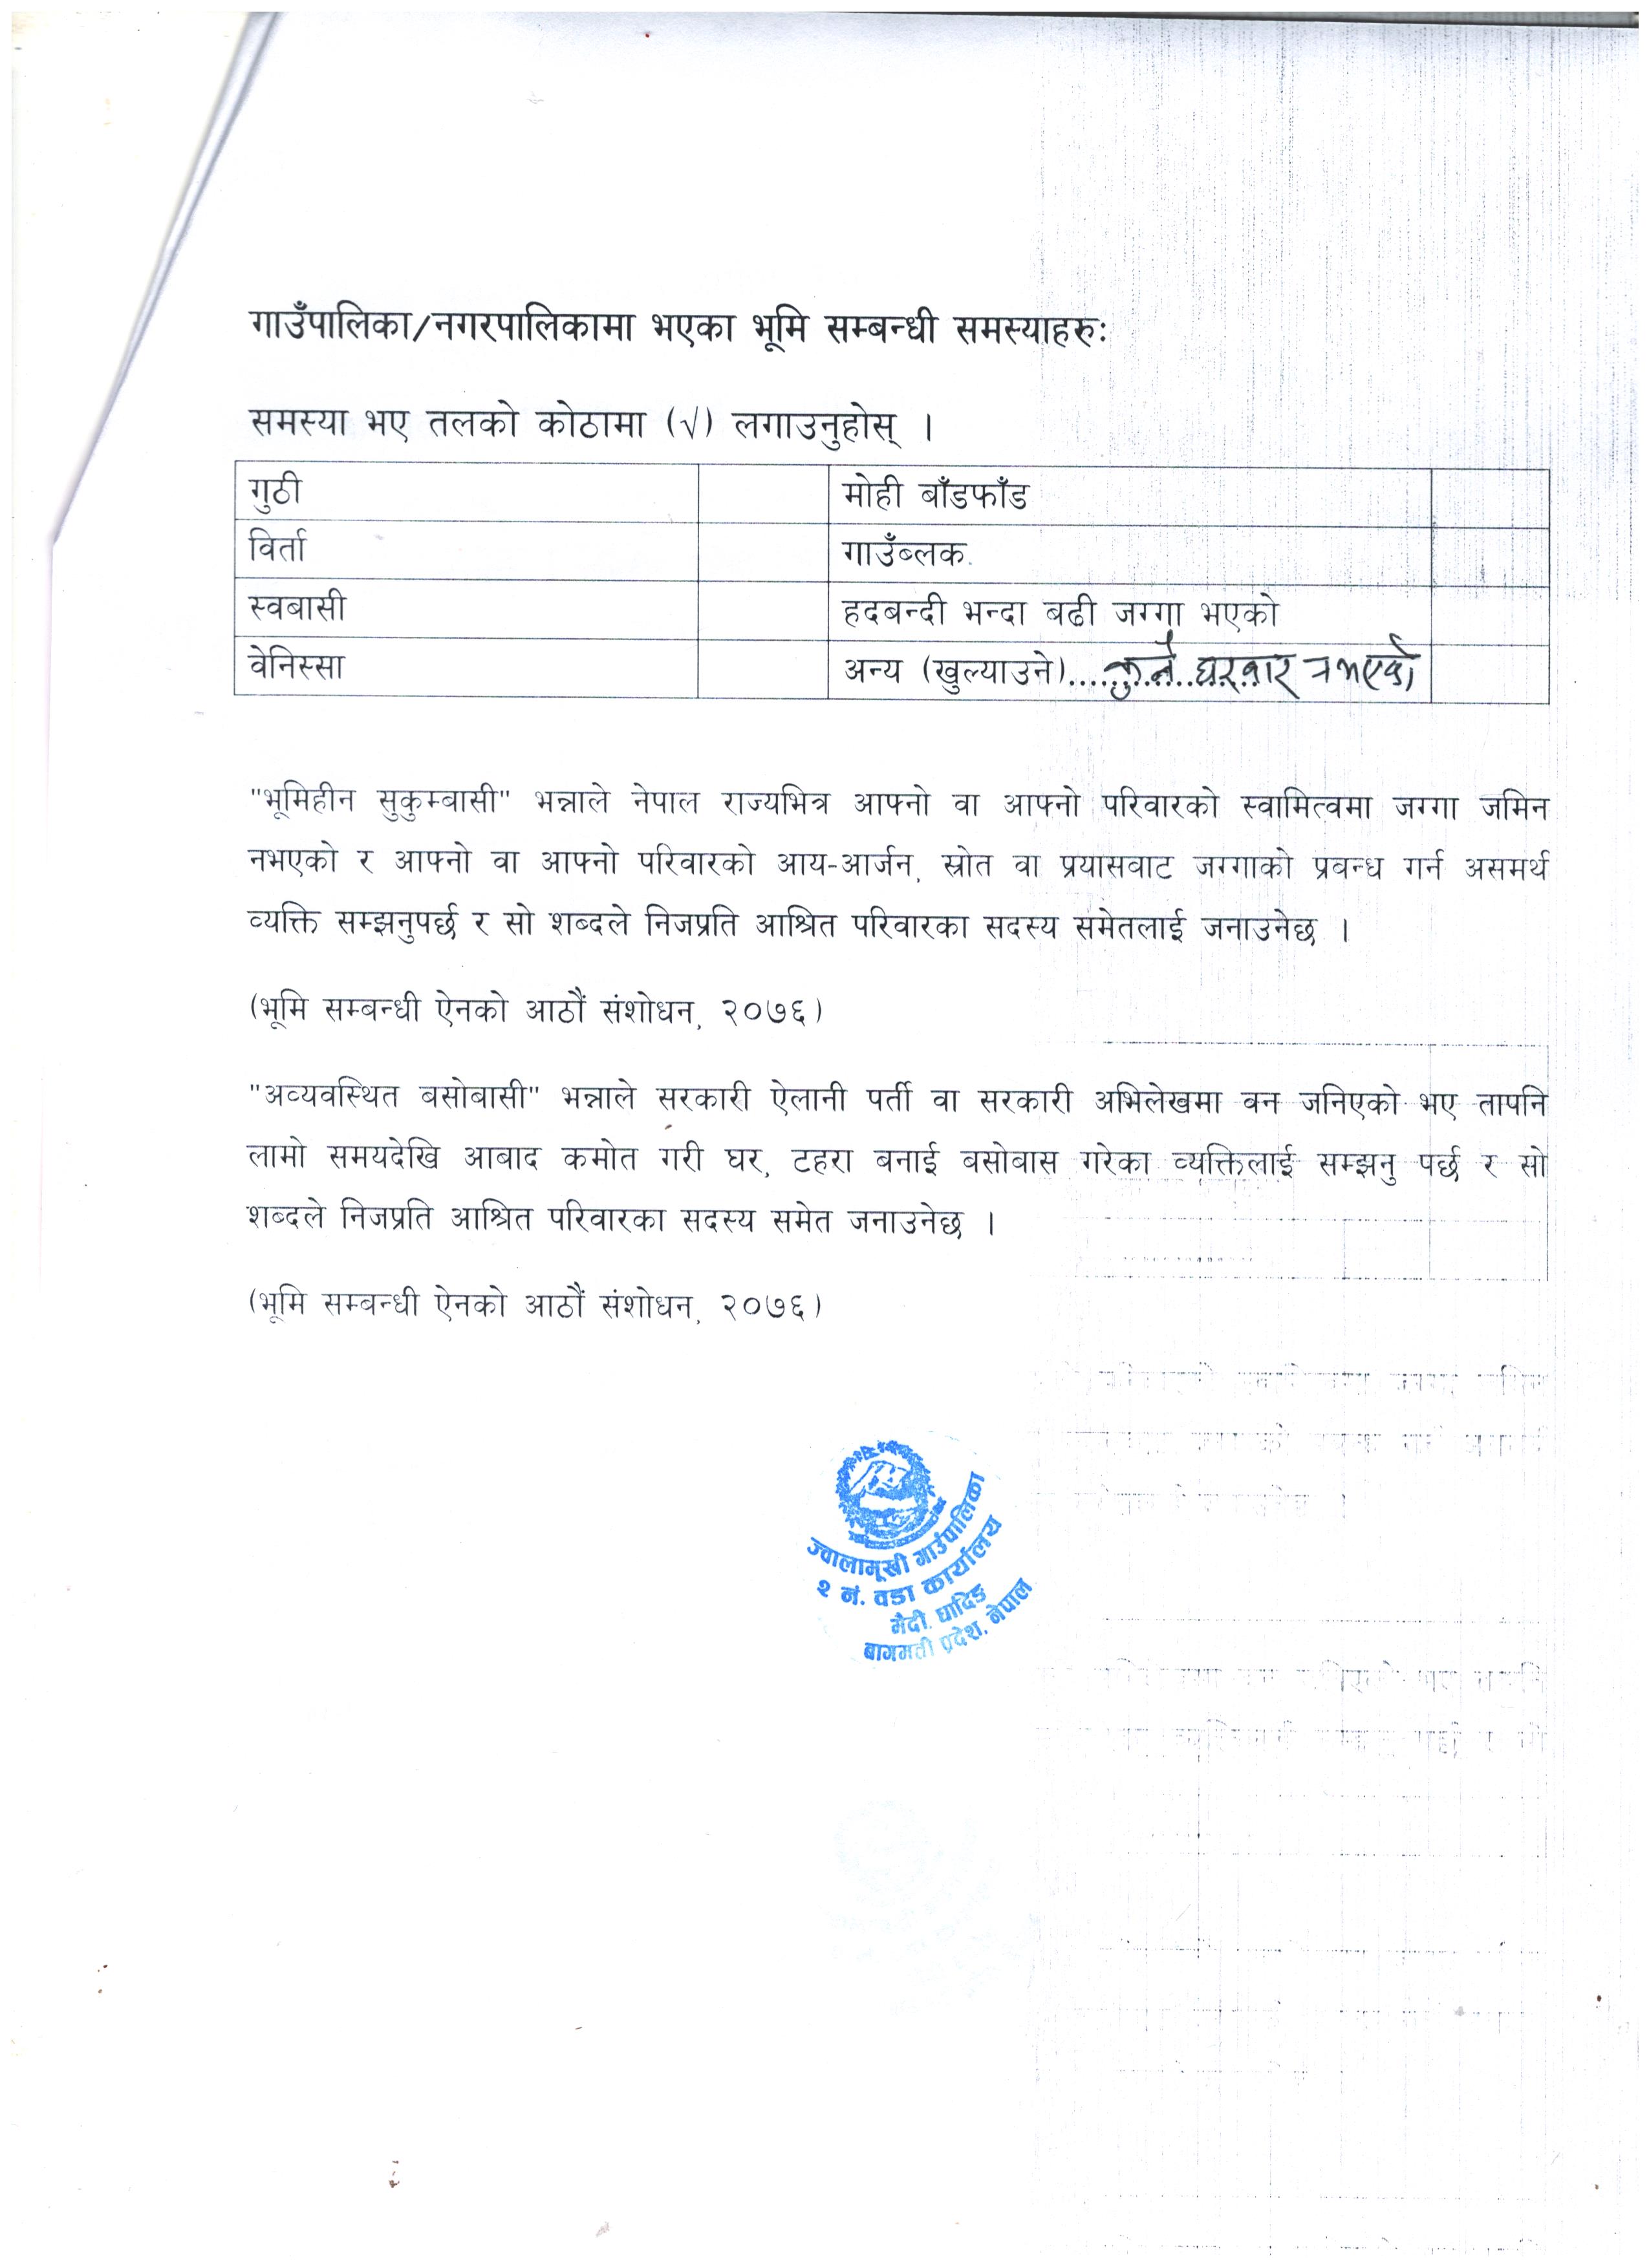 गाउँपालिका/नगरपालिकामा भएका भूमि सम्बन्धी समस्याहरुः
समस्या भए तलको कोठामा (√) लगाउनुहोस् ।
गुठी मोही बाँडफाँड
विर्ता गाउँब्लक
स्वबासी हदबन्दी भन्दा बढी जग्गा भएको
वेनिस्सा अन्य (खुल्याउने)..... कुनै घरबार नभएको
"भूमिहीन सुकुम्बासी" भन्नाले नेपाल राज्यभित्र आफ्नो वा आफ्नो परिवारको स्वामित्वमा जग्गा जमिन
नभएको र आफ्नो वा आफ्नो परिवारको आय-आर्जन, स्रोत वा प्रयासवाट जग्गाको प्रवन्ध गर्न असमर्थ
व्यक्ति सम्झनुपर्छ र सो शब्दले निजप्रति आश्रित परिवारका सदस्य समेतलाई जनाउनेछ ।
(भूमि सम्बन्धी ऐनको आठौं संशोधन, २०७६)
"अव्यवस्थित बसोबासी" भन्नाले सरकारी ऐलानी पर्ती वा सरकारी अभिलेखमा वन जनिएको भए तापनि
लामो समयदेखि आबाद कमोत गरी घर, टहरा बनाई बसोबास गरेका व्यक्तिलाई सम्झनु पर्छ र सो
शब्दले निजप्रति आश्रित परिवारका सदस्य समेत जनाउनेछ ।
(भूमि सम्बन्धी ऐनको आठौं संशोधन, २०७६)
ज्वालामूखी गाउँपालिका
२ नं. वडा कार्यालय
मैदी, धादिङ
बागमती प्रदेश, नेपाल